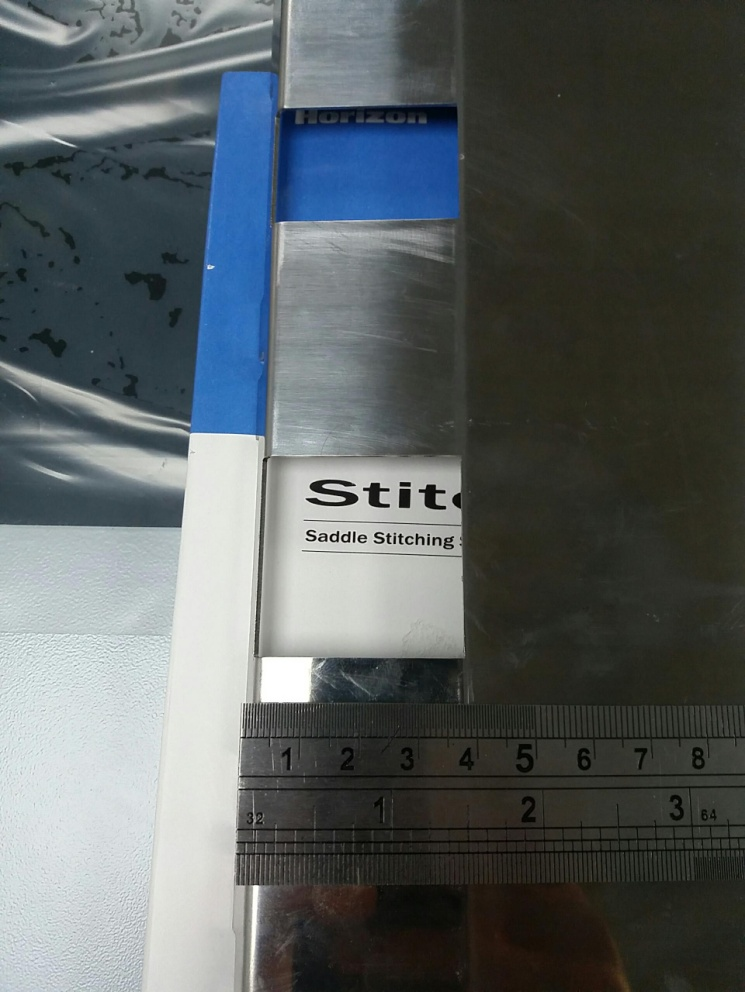 Horizon
Stit
Saddle Stitching
1 2 3 4 5 6 7 8
32 1 2 3 64